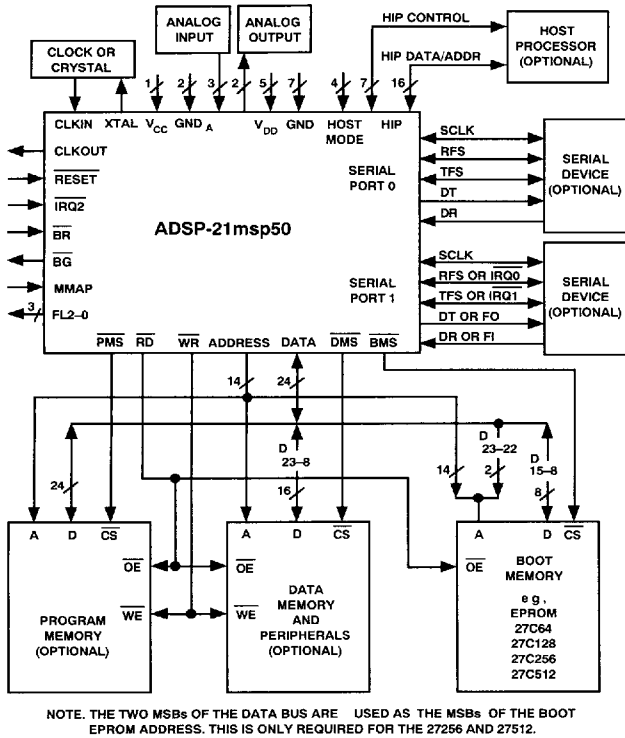 ANALOG INPUT
ANALOG OUTPUT
HIP CONTROL
HOST PROCESSOR (OPTIONAL)
CLOCK OR CRYSTAL
HIP DATA/ADDR
1 2 3 2 5 7 4 7 16
CLKIN XTAL VCC GNDA VDD GND HOST MODE HIP
CLKOUT
RESET
IRQ2
BR
BG
MMAP
3
FL2–0
ADSP-21msp50
SERIAL PORT 0
SCLK
RFS
TFS
DT
DR
SERIAL DEVICE (OPTIONAL)
SERIAL PORT 1
SCLK
RFS OR IRQ0
TFS OR IRQ1
DT OR FO
DR OR FI
SERIAL DEVICE (OPTIONAL)
PMS RD WR ADDRESS DATA DMS BMS
14 24
D 23–8
D 23–22
D 15–8
24 16 14 2 8
A D CS
OE
WE
PROGRAM MEMORY (OPTIONAL)
A D CS
OE
WE
DATA MEMORY AND PERIPHERALS (OPTIONAL)
A D CS
OE
BOOT MEMORY
e g ,
EPROM
27C64
27C128
27C256
27C512
NOTE. THE TWO MSBs OF THE DATA BUS ARE USED AS THE MSBs OF THE BOOT
EPROM ADDRESS. THIS IS ONLY REQUIRED FOR THE 27256 AND 27512.